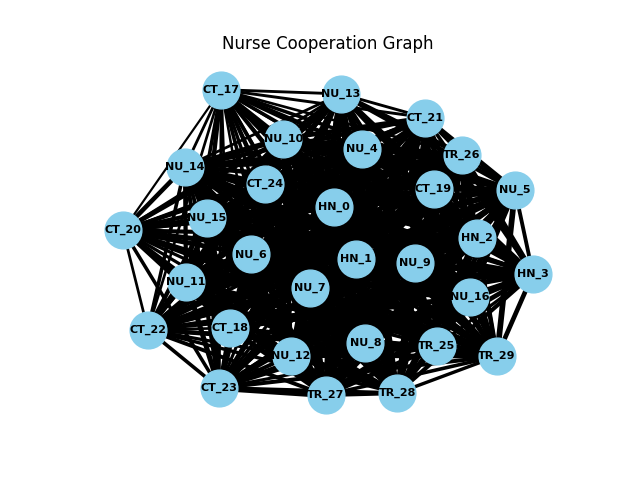 Nurse Cooperation Graph
CT_17
NU_13
CT_21
NU_10
NU_4
TR_26
NU_14
CT_24
CT_19
NU_5
HN_0
NU_15
CT_20
HN_2
NU_6
HN_1
NU_9
HN_3
NU_11
NU_7
NU_16
CT_22
CT_18
NU_8
TR_25
NU_12
TR_29
CT_23
TR_27
TR_28